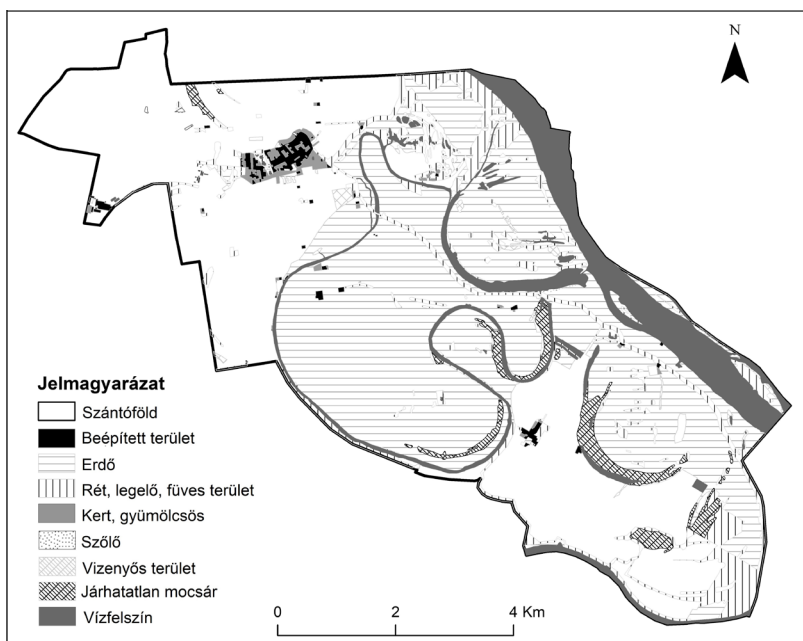 N
Jelmagyarázat
Szántóföld
Beépített terület
Erdő
Rét, legelő, füves terület
Kert, gyümölcsös
Szőlő
Vizenyős terület
Járhatatlan mocsár
Vízfelszín
0 2 4 Km